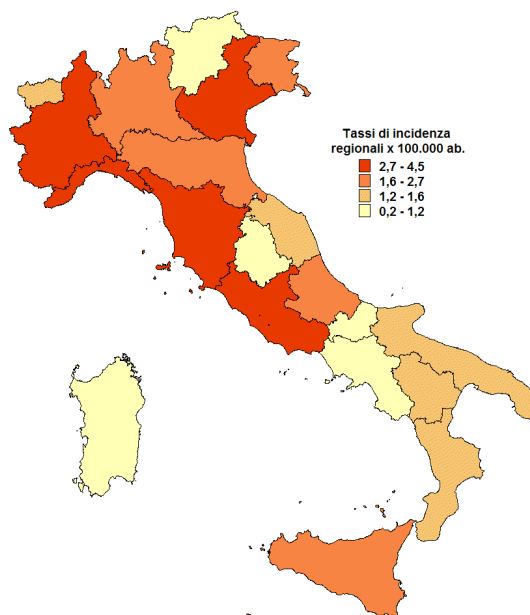 Tassi di incidenza
regionali x 100.000 ab.
2,7 - 4,5
1,6 - 2,7
1,2 - 1,6
0,2 - 1,2